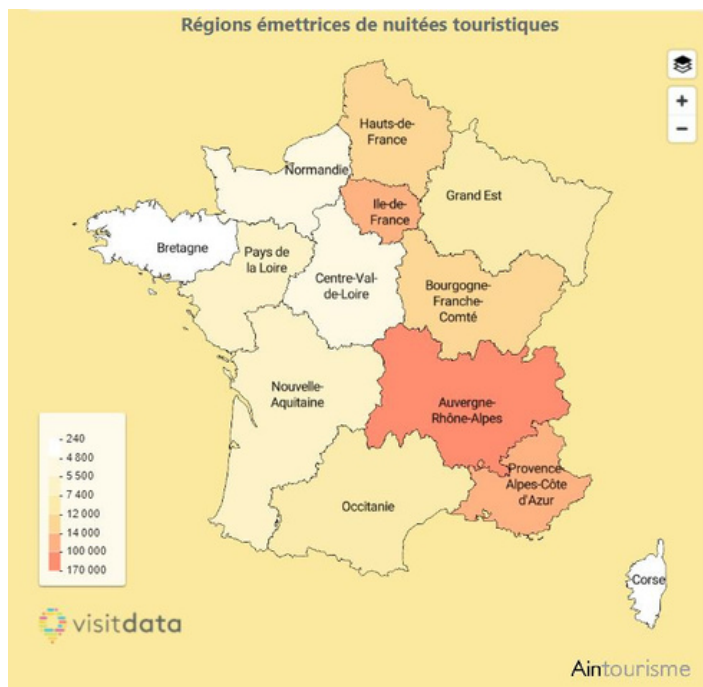 Régions émettrices de nuitées touristiques
+
−
Hauts-de-
France
Normandie
Ile-de-
France
Grand Est
Bretagne
Pays de
la Loire
Centre-Val-
de-Loire
Bourgogne-
Franche-
Comté
Nouvelle-
Aquitaine
Auvergne-
Rhône-Alpes
Provence-
Alpes-Côte
d'Azur
Occitanie
Corse
240
4 800
5 500
7 400
12 000
14 000
100 000
170 000
visitdata
Aintourisme